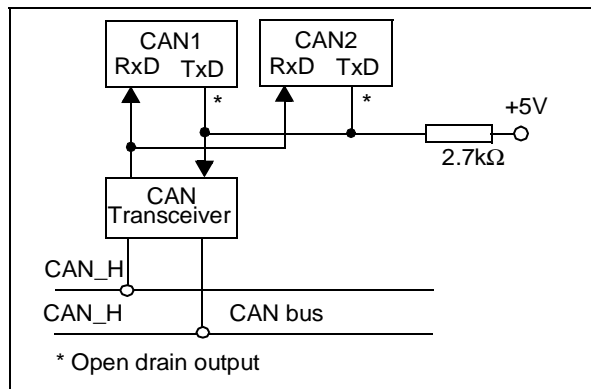 CAN1
RxD TxD
*
CAN2
RxD TxD
*
+5V
2.7kΩ
CAN
Transceiver
CAN_H
CAN_H
CAN bus
* Open drain output